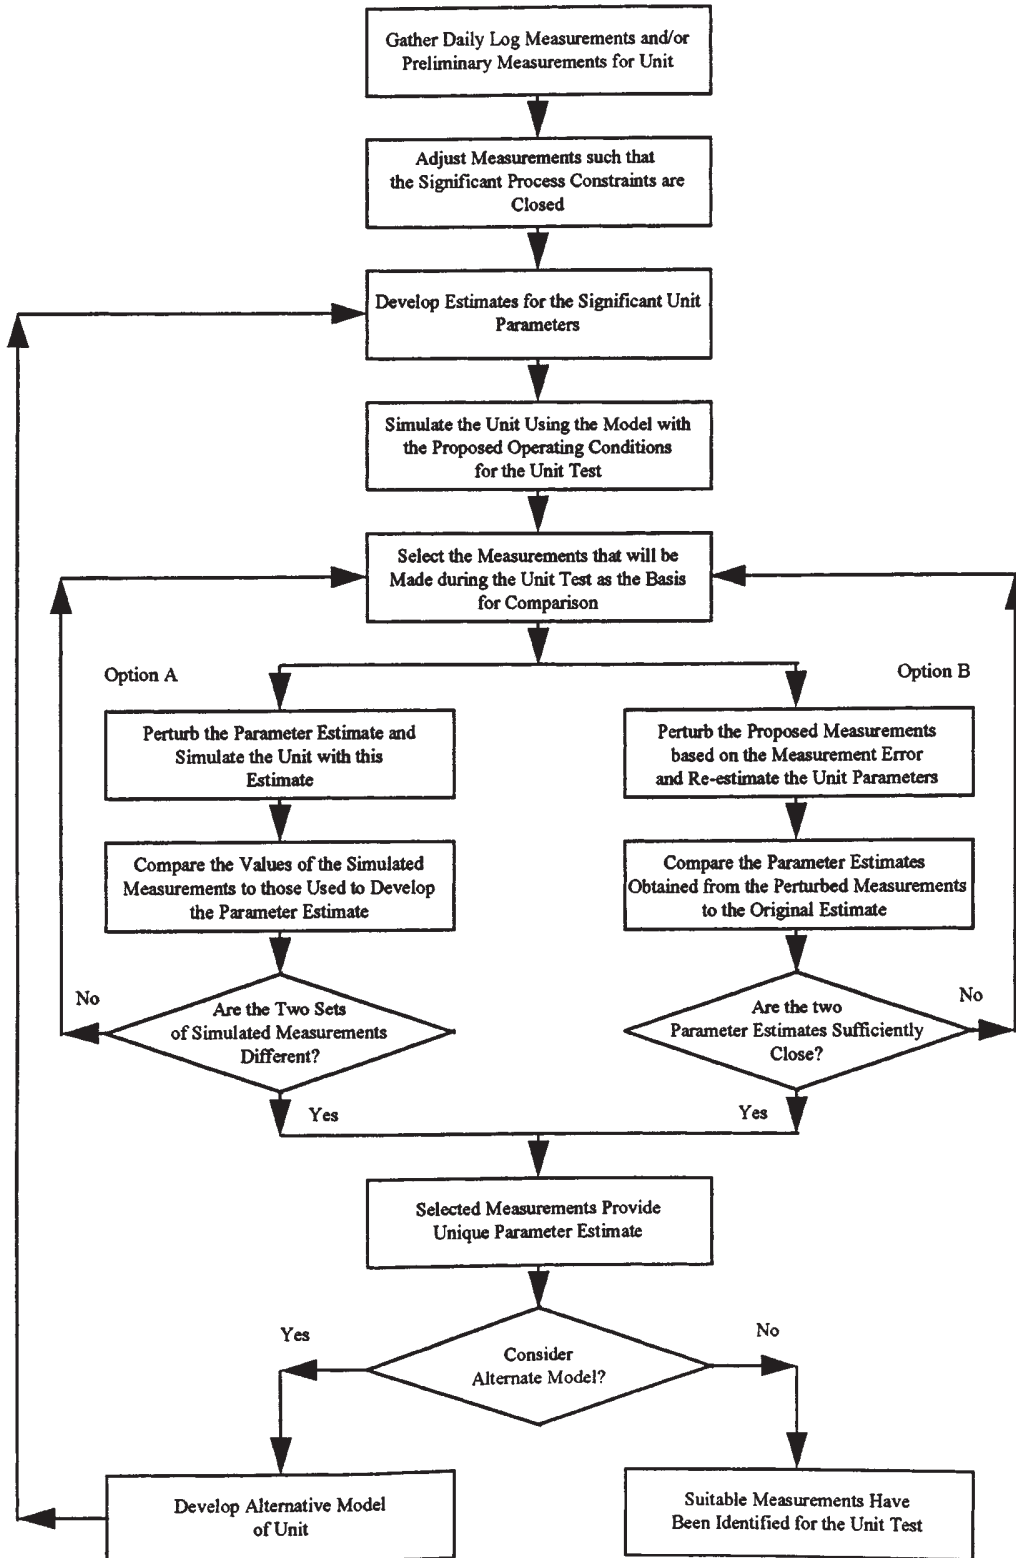 Gather Daily Log Measurements and/or
Preliminary Measurements for Unit
Adjust Measurements such that
the Significant Process Constraints are
Closed
Develop Estimates for the Significant Unit
Parameters
Simulate the Unit Using the Model with
the Proposed Operating Conditions
for the Unit Test
Select the Measurements that will be
Made during the Unit Test as the Basis
for Comparison
Option A
Option B
Perturb the Parameter Estimate and
Simulate the Unit with this
Estimate
Perturb the Proposed Measurements
based on the Measurement Error
and Re-estimate the Unit Parameters
Compare the Values of the Simulated
Measurements to those Used to Develop
the Parameter Estimate
Compare the Parameter Estimates
Obtained from the Perturbed Measurements
to the Original Estimate
No
Are the Two Sets
of Simulated Measurements
Different?
Are the two
Parameter Estimates Sufficiently
Close?
No
Yes
Yes
Selected Measurements Provide
Unique Parameter Estimate
Yes
No
Consider
Alternate Model?
Develop Alternative Model
of Unit
Suitable Measurements Have
Been Identified for the Unit Test